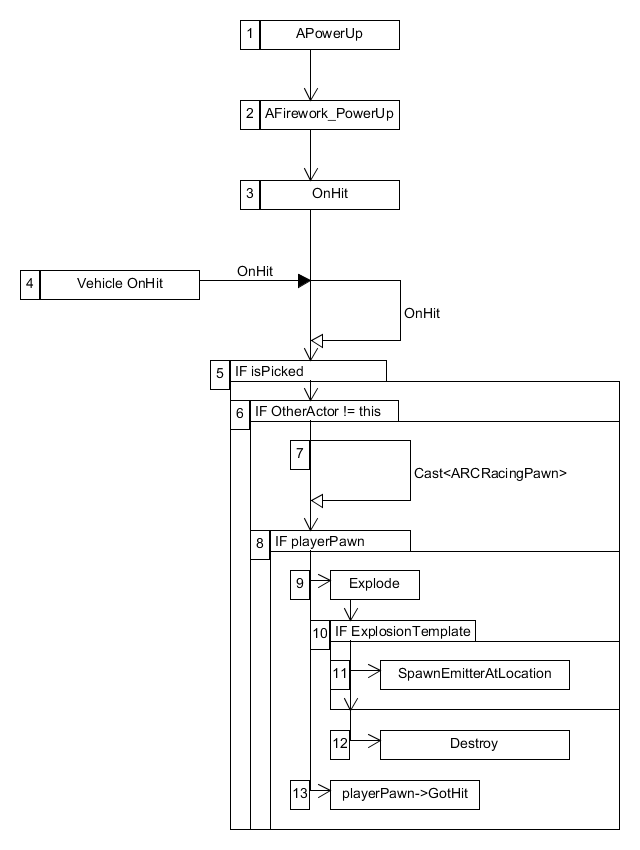 1 APowerUp
2 AFirework_PowerUp
3 OnHit
4 Vehicle OnHit
OnHit
OnHit
5 IF isPicked
6 IF OtherActor != this
7
Cast<ARCRacingPawn>
8 IF playerPawn
9 Explode
10 IF ExplosionTemplate
11 SpawnEmitterAtLocation
12 Destroy
13 playerPawn->GotHit